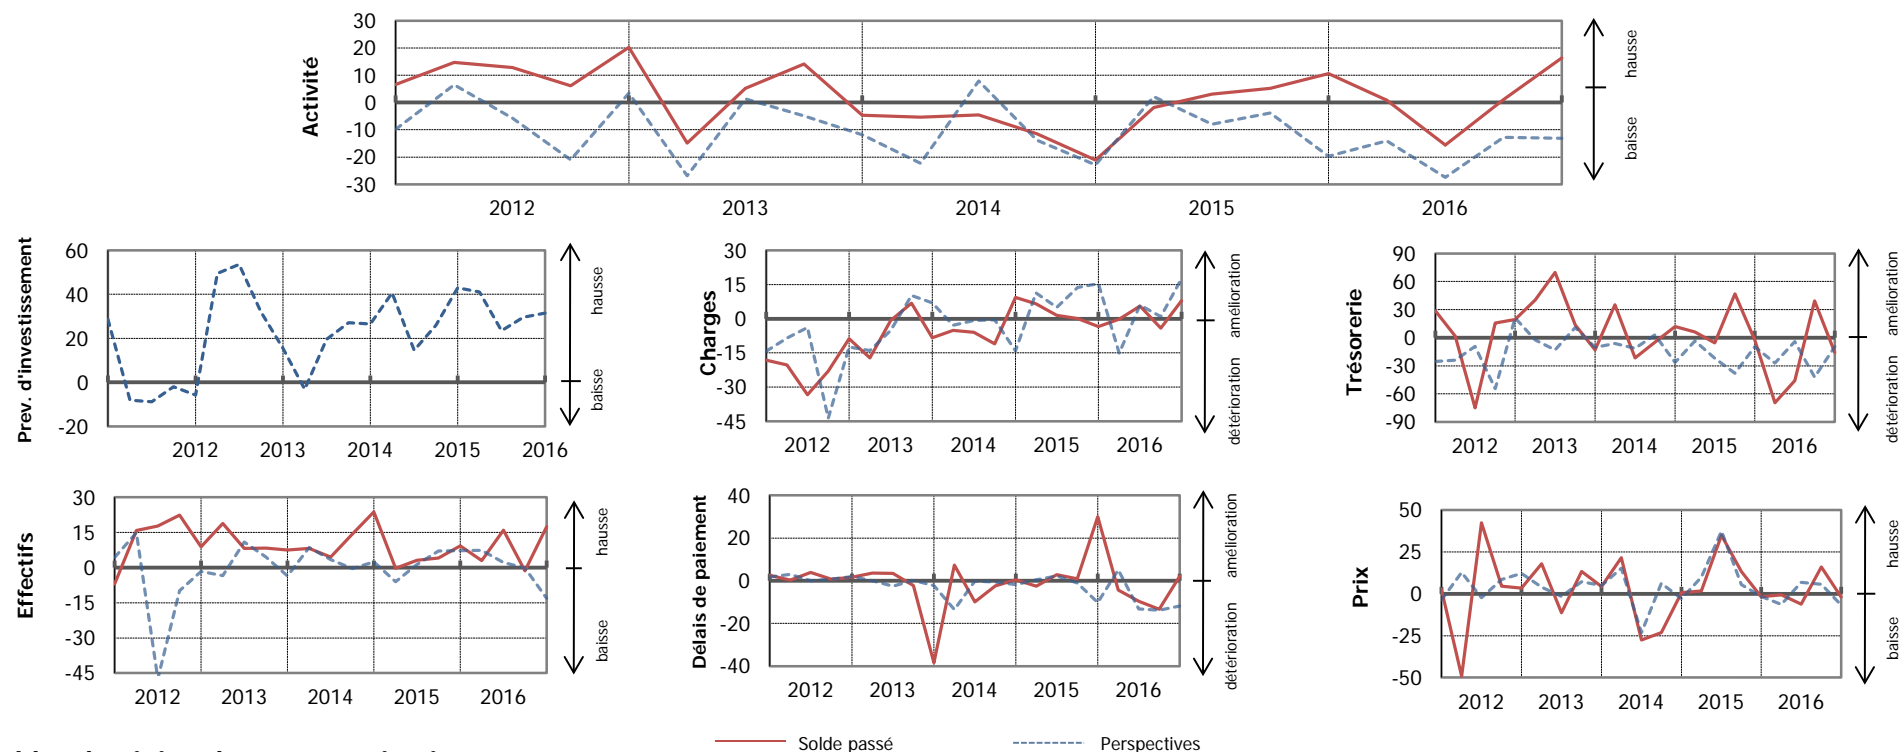 Activité
30
20
10
0
-10
-20
-30
2012 2013 2014 2015 2016
hausse
baisse
Prev. d'investissement
60
40
20
0
-20
2012 2013 2014 2015 2016
hausse
baisse
Charges
30
15
0
-15
-30
-45
2012 2013 2014 2015 2016
amélioration
détérioration
Trésorerie
90
60
30
0
-30
-60
-90
2012 2013 2014 2015 2016
amélioration
détérioration
Effectifs
30
15
0
-15
-30
-45
2012 2013 2014 2015 2016
hausse
baisse
Délais de paiement
40
20
0
-20
-40
2012 2013 2014 2015 2016
amélioration
détérioration
Prix
50
25
0
-25
-50
2012 2013 2014 2015 2016
hausse
baisse
Solde passé
Perspectives